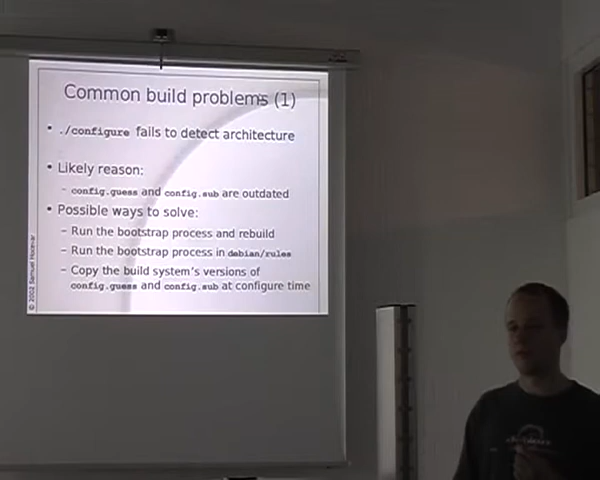 Common build problems (1)
• ./configure fails to detect architecture
• Likely reason:
– config.guess and config.sub are outdated
• Possible ways to solve:
– Run the bootstrap process and rebuild
– Run the bootstrap process in debian/rules
– Copy the build system's versions of
config.guess and config.sub at configure time
© 2002 Samuel Hocevar